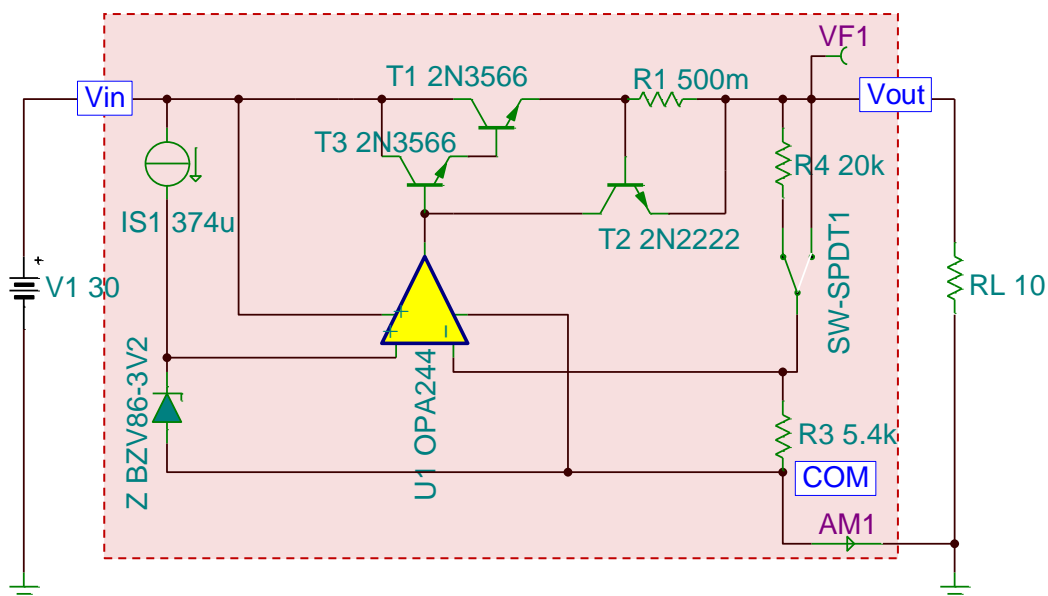 VF1
T1 2N3566
R1 500m
Vin
Vout
T3 2N3566
R4 20k
IS1 374u
T2 2N2222
SW-SPDT1
+
V1 30
RL 10
+
+
−
Z BZV86-3V2
U1 OPA244
R3 5.4k
COM
AM1